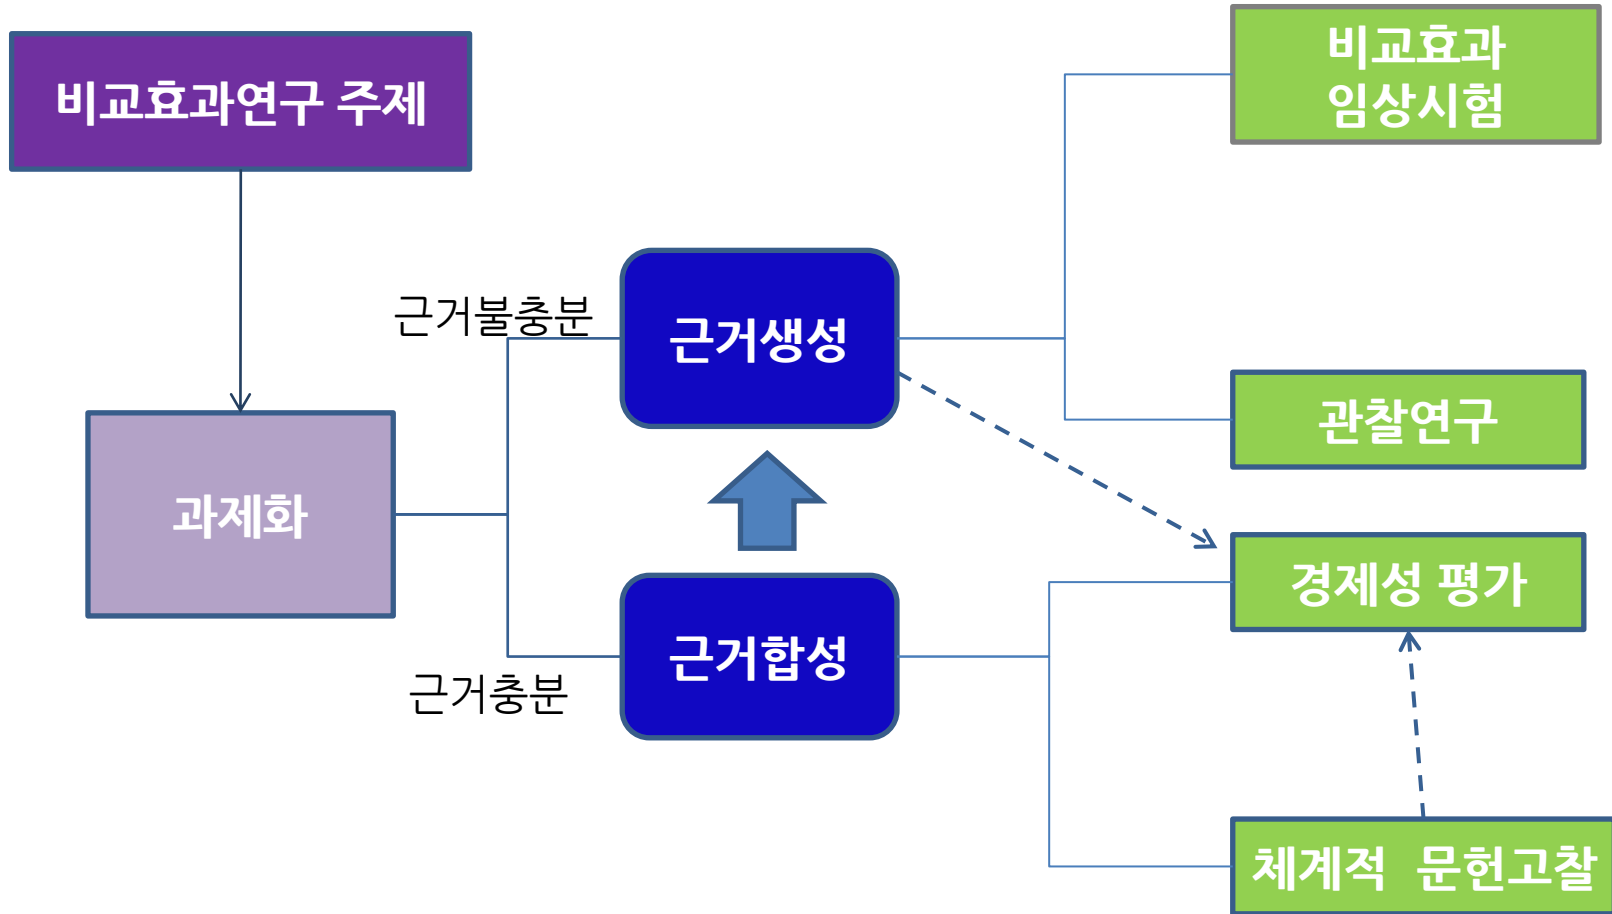 비교효과연구 주제
비교효과
임상시험
근거불충분
근거생성
관찰연구
과제화
경제성 평가
근거합성
근거충분
체계적 문헌고찰